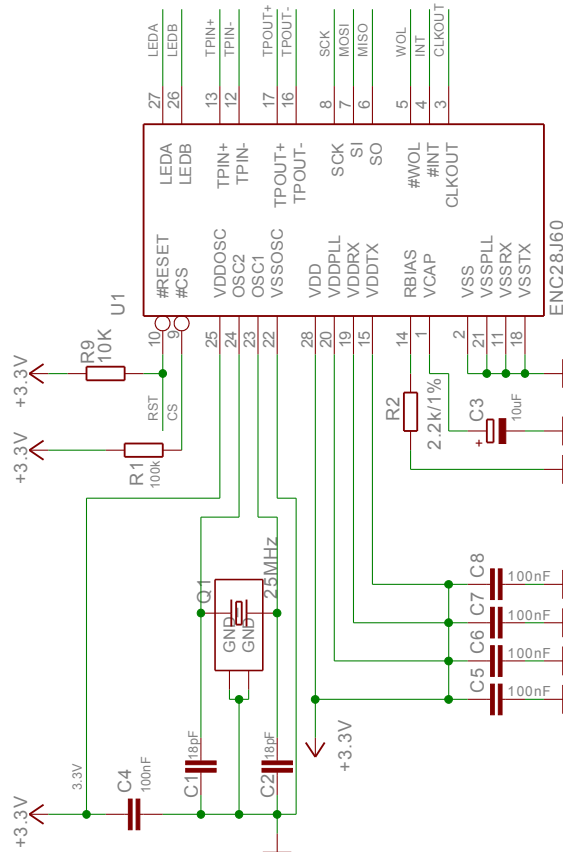 LEDA
LEDB
TPIN+
TPIN-
TPOUT+
TPOUT-
SCK
MOSI
MISO
WOL
INT
CLKOUT
27
26
13
12
17
16
8
7
6
5
4
3
LEDA
LEDB
TPIN+
TPIN-
TPOUT+
TPOUT-
SCK
SI
SO
#WOL
#INT
CLKOUT
#RESET
#CS
VDDOSC
OSC2
OSC1
VSSOSC
VDD
VDDPLL
VDDRX
VDDTX
RBIAS
VCAP
VSS
VSSPLL
VSSRX
VSSTX
U1
ENC28J60
10
9
25
24
23
22
28
20
19
15
14
1
2
21
11
18
+3.3V
R9
10K
RST
CS
+3.3V
R1
100k
R2
2.2k/1%
C3
10uF
+
Q1
25MHz
GND
GND
C8
100nF
C7
100nF
C6
100nF
C5
100nF
C1
18pF
C2
18pF
+3.3V
3.3V
C4
100nF
+3.3V